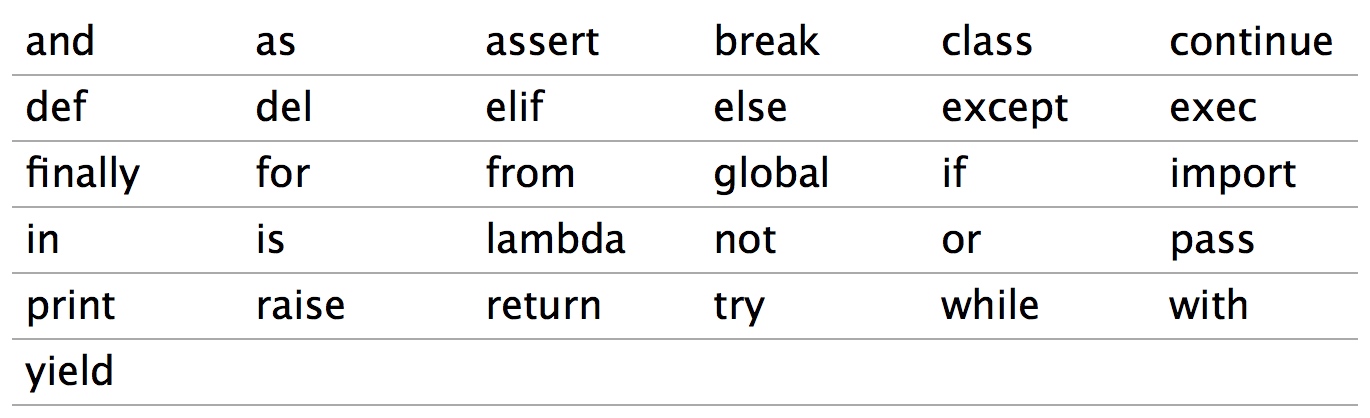 and as assert break class continue
def del elif else except exec
finally for from global if import
in is lambda not or pass
print raise return try while with
yield